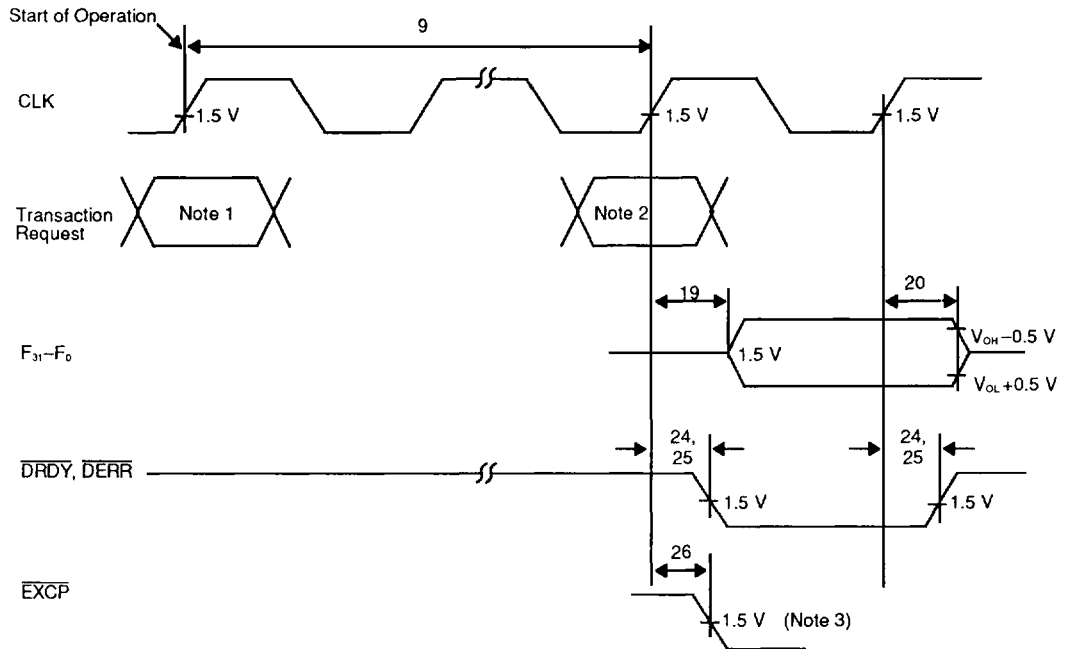 Start of Operation
9
CLK
1.5 V
1.5 V
1.5 V
Transaction
Request
Note 1
Note 2
19
20
F₃₁–F₀
1.5 V
V_OH–0.5 V
V_OL+0.5 V
24,
25
24,
25
DRDY, DERR
1.5 V
1.5 V
26
EXCP
1.5 V (Note 3)